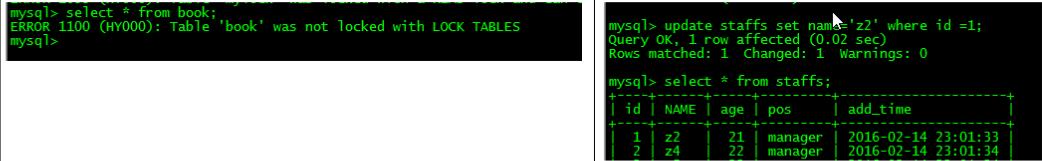 mysql> select * from book;
ERROR 1100 (HY000): Table 'book' was not locked with LOCK TABLES
mysql>
mysql> update staffs set name='z2' where id =1;
Query OK, 1 row affected (0.02 sec)
Rows matched: 1 Changed: 1 Warnings: 0
mysql> select * from staffs;
+----+------+-----+---------+---------------------+
| id | NAME | age | pos | add_time |
+----+------+-----+---------+---------------------+
| 1 | z2 | 21 | manager | 2016-02-14 23:01:33 |
| 2 | z4 | 22 | manager | 2016-02-14 23:01:34 |